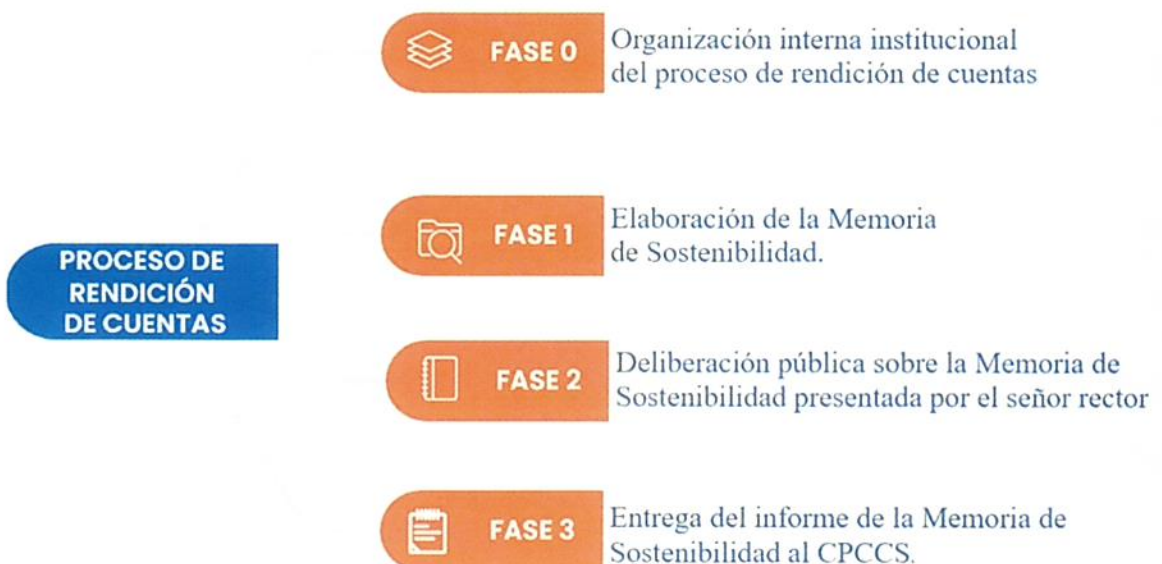 FASE 0
Organización interna institucional
del proceso de rendición de cuentas
FASE 1
Elaboración de la Memoria
de Sostenibilidad.
PROCESO DE
RENDICIÓN
DE CUENTAS
FASE 2
Deliberación pública sobre la Memoria de
Sostenibilidad presentada por el señor rector
FASE 3
Entrega del informe de la Memoria de
Sostenibilidad al CPCCS.